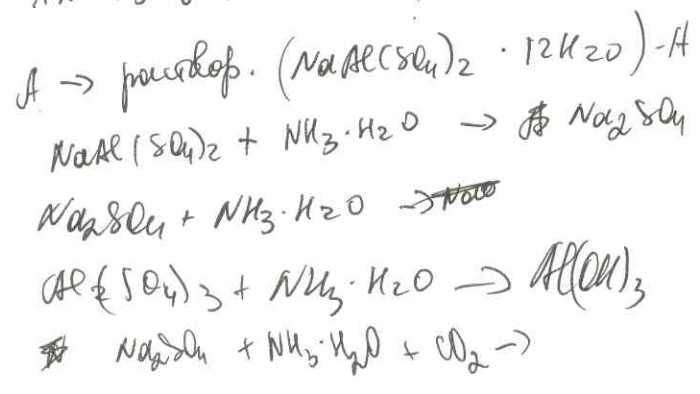 A → раствор. (NaAl(SO4)2 · 12H2O) - A
NaAl(SO4)2 + NH3·H2O → Na2SO4
Na2SO4 + NH3·H2O →
Al2(SO4)3 + NH3·H2O → Al(OH)3
Na2SO4 + NH3·H2O + CO2 →